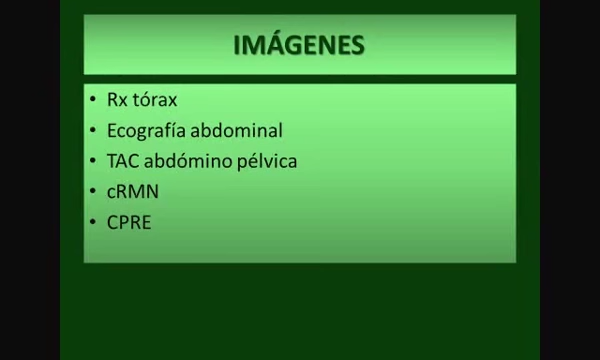 IMÁGENES
• Rx tórax
• Ecografía abdominal
• TAC abdómino pélvica
• cRMN
• CPRE